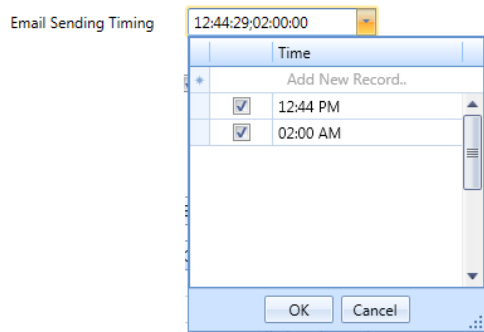 Email Sending Timing 12:44:29;02:00:00
Time
Add New Record..
12:44 PM
02:00 AM
OK Cancel